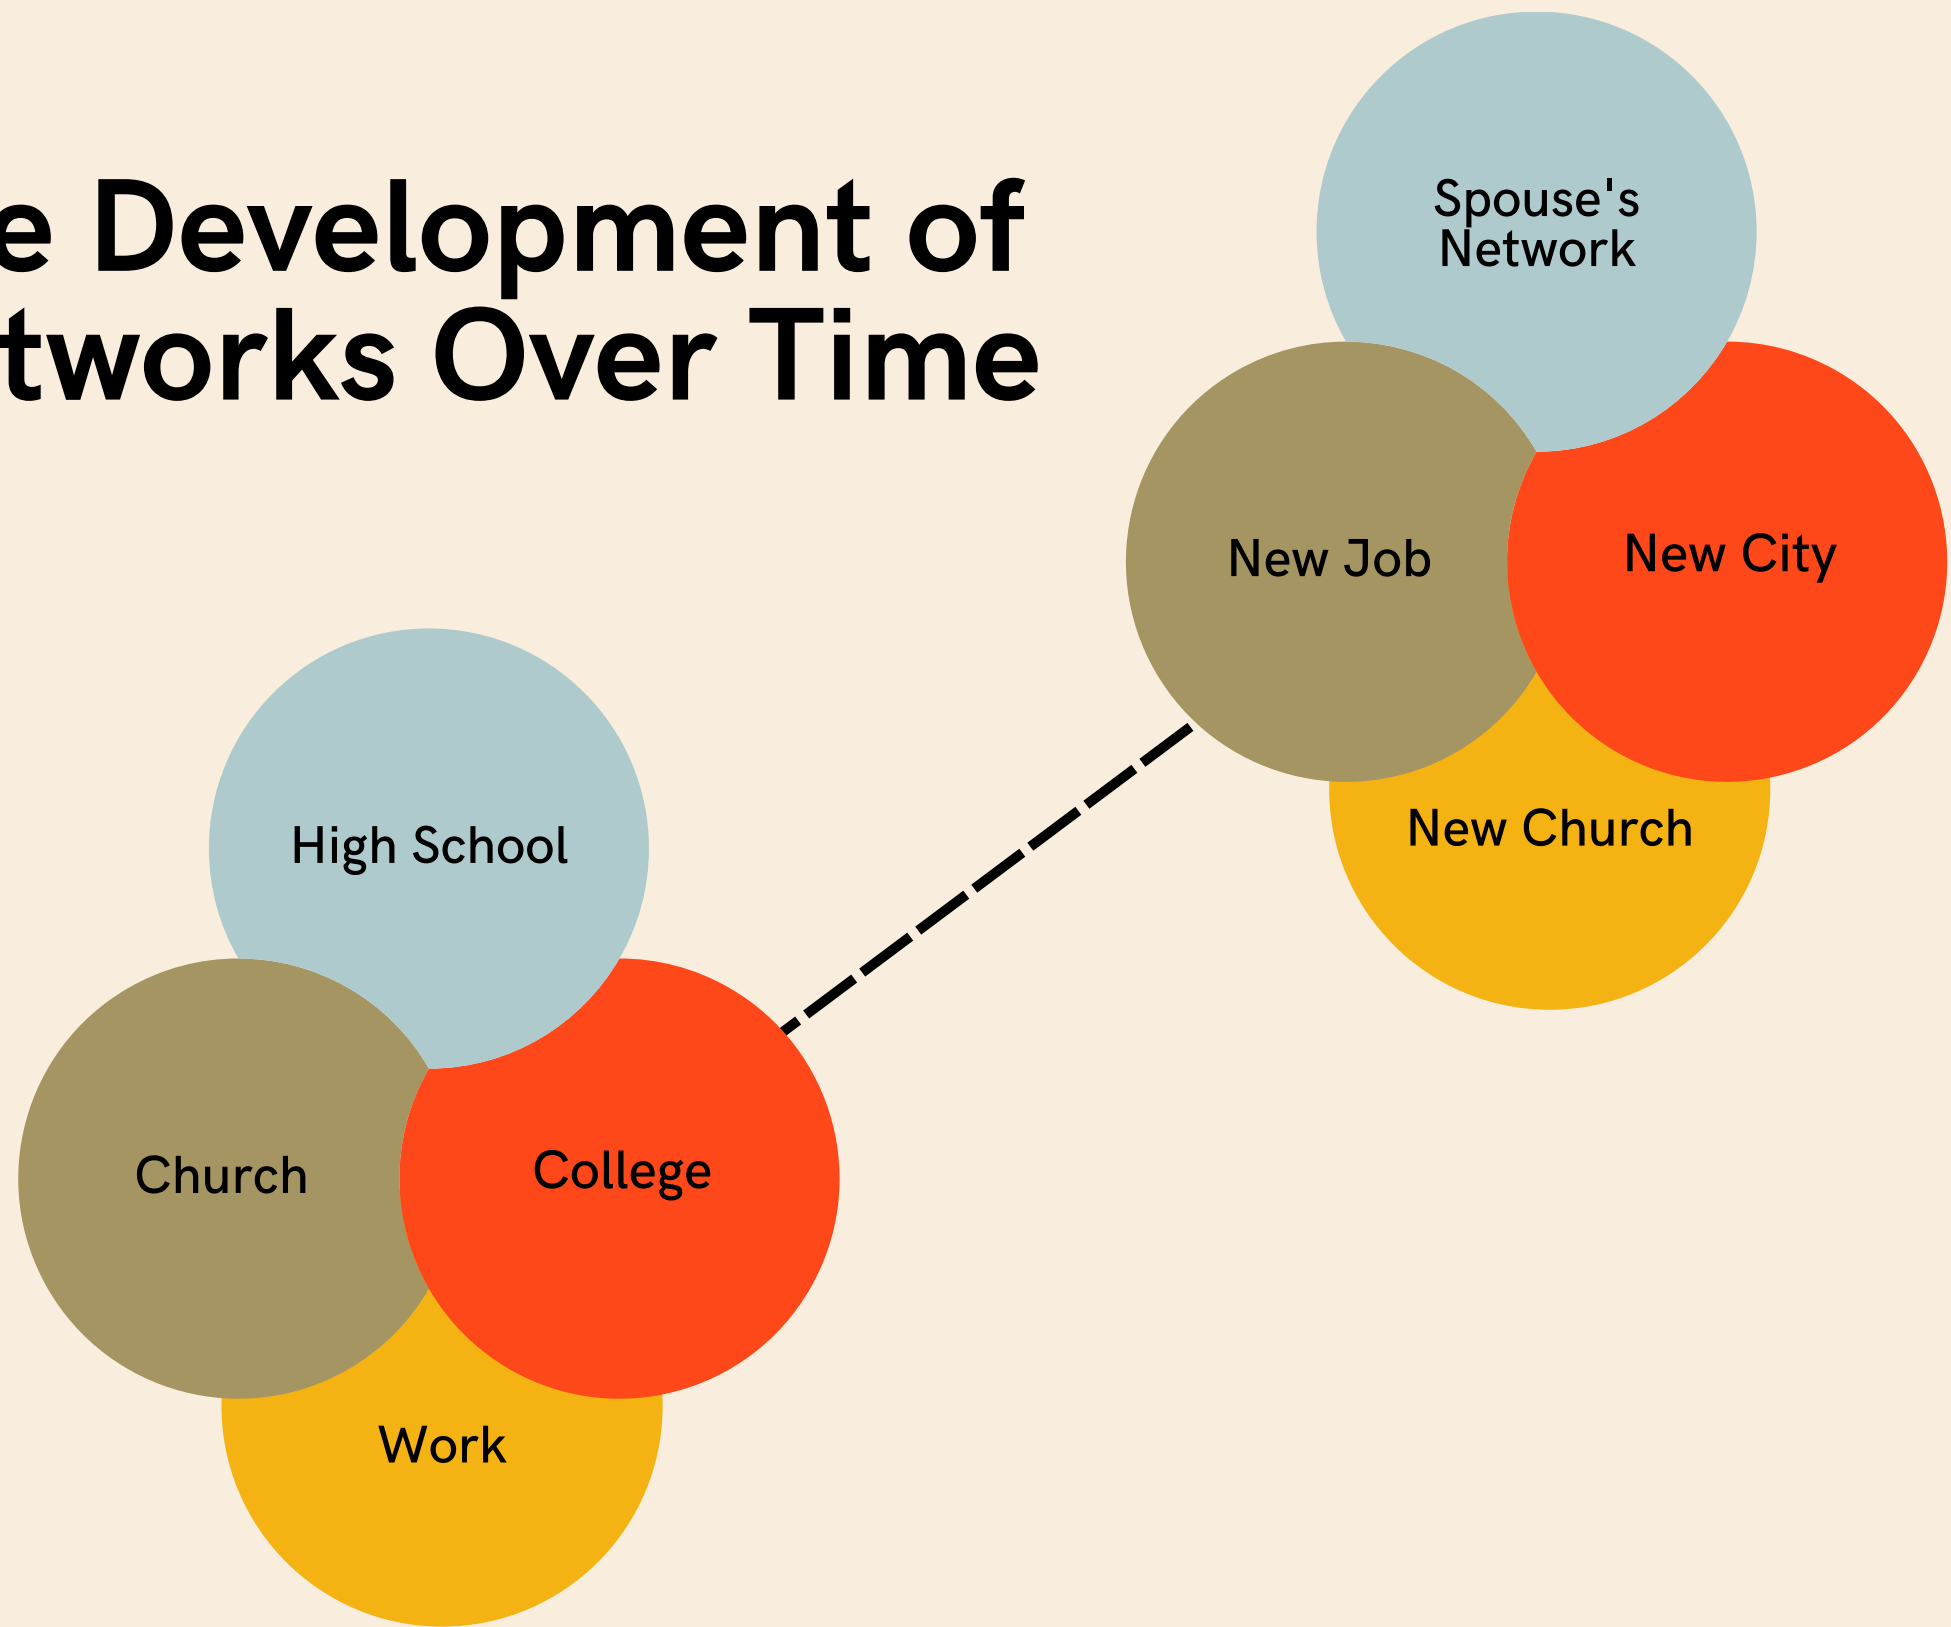 e Development of
tworks Over Time
Spouse's
Network
New Job
New City
New Church
High School
Church
College
Work